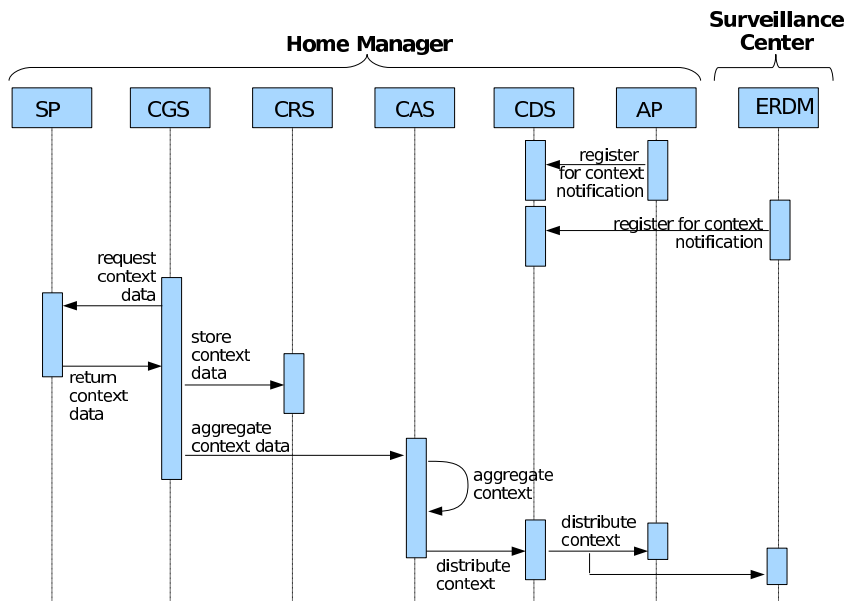 Home Manager
Surveillance
Center
SP
CGS
CRS
CAS
CDS
AP
ERDM
register
for context
notification
register for context
notification
request
context
data
return
context
data
store
context
data
aggregate
context data
aggregate
context
distribute
context
distribute
context